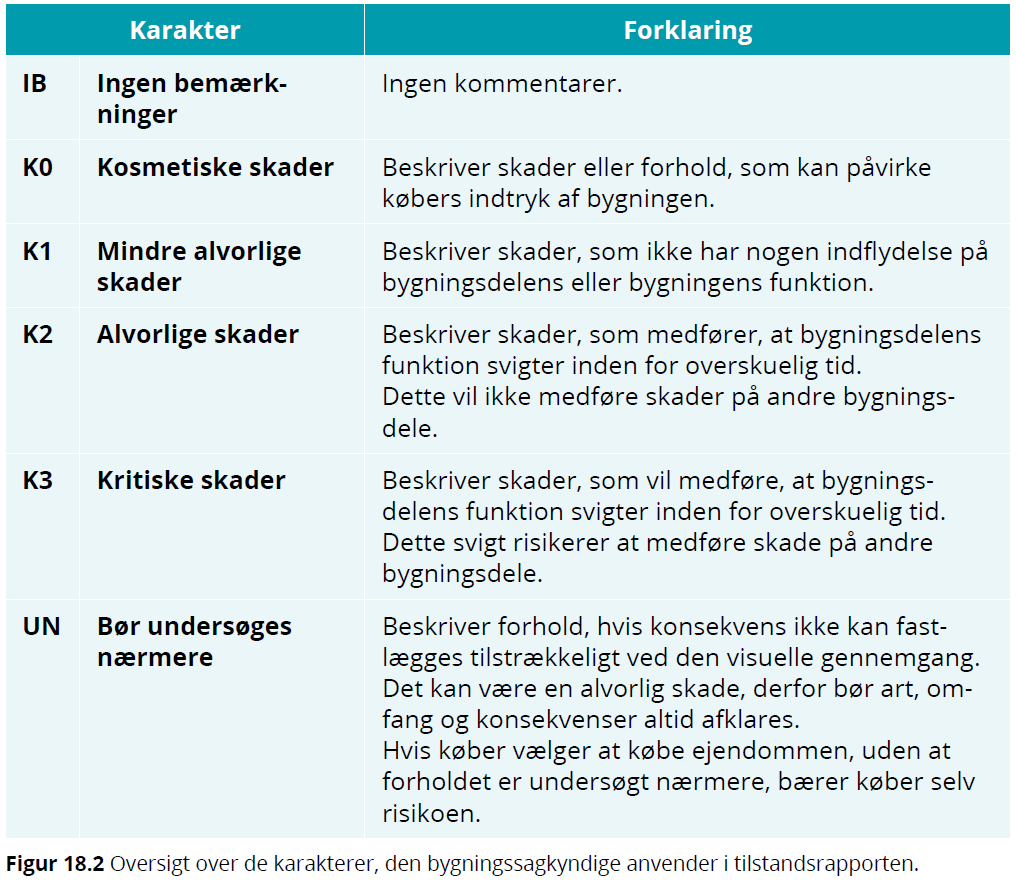 Karakter
Forklaring
IB
Ingen bemærk-
ninger
Ingen kommentarer.
K0
Kosmetiske skader
Beskriver skader eller forhold, som kan påvirke
købers indtryk af bygningen.
K1
Mindre alvorlige
skader
Beskriver skader, som ikke har nogen indflydelse på
bygningsdelens eller bygningens funktion.
K2
Alvorlige skader
Beskriver skader, som medfører, at bygningsdelens
funktion svigter inden for overskuelig tid.
Dette vil ikke medføre skader på andre bygnings-
dele.
K3
Kritiske skader
Beskriver skader, som vil medføre, at bygnings-
delens funktion svigter inden for overskuelig tid.
Dette svigt risikerer at medføre skade på andre
bygningsdele.
UN
Bør undersøges
nærmere
Beskriver forhold, hvis konsekvens ikke kan fast-
lægges tilstrækkeligt ved den visuelle gennemgang.
Det kan være en alvorlig skade, derfor bør art, om-
fang og konsekvenser altid afklares.
Hvis køber vælger at købe ejendommen, uden at
forholdet er undersøgt nærmere, bærer køber selv
risikoen.
Figur 18.2 Oversigt over de karakterer, den bygningssagkyndige anvender i tilstandsrapporten.